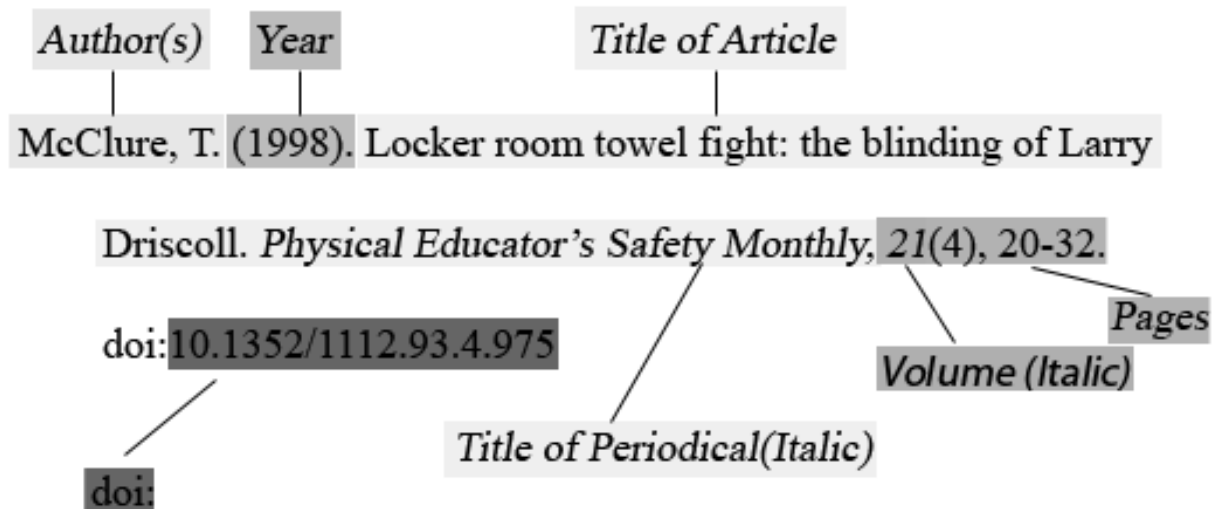 Author(s) Year Title of Article
McClure, T. (1998). Locker room towel fight: the blinding of Larry
Driscoll. Physical Educator’s Safety Monthly, 21(4), 20-32.
Pages
doi:10.1352/1112.93.4.975
Volume (Italic)
Title of Periodical(Italic)
doi: